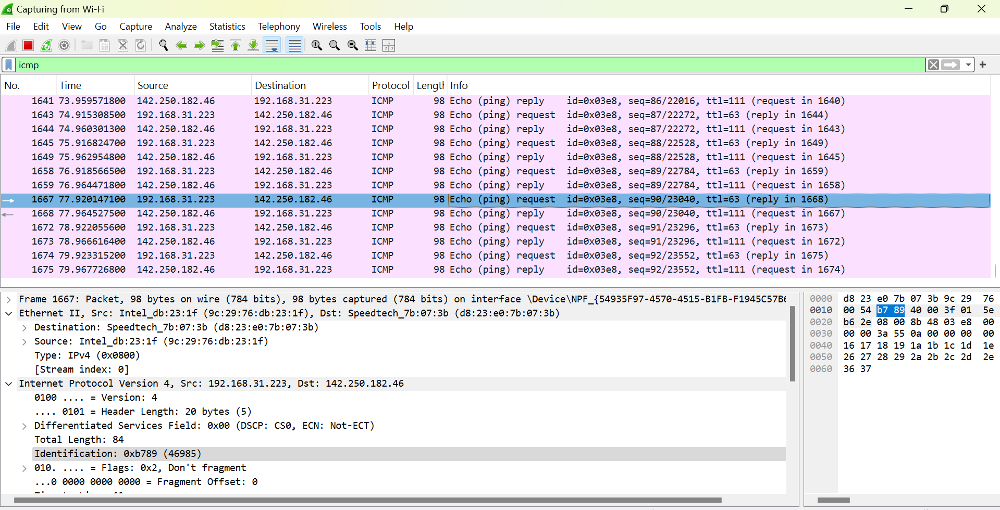 Capturing from Wi-Fi
File Edit View Go Capture Analyze Statistics Telephony Wireless Tools Help
icmp
No. Time Source Destination Protocol Length Info
1641 73.959571800 142.250.182.46 192.168.31.223 ICMP 98 Echo (ping) reply id=0x03e8, seq=86/22016, ttl=111 (request in 1640)
1643 74.915308500 192.168.31.223 142.250.182.46 ICMP 98 Echo (ping) request id=0x03e8, seq=87/22272, ttl=63 (reply in 1644)
1644 74.960301300 142.250.182.46 192.168.31.223 ICMP 98 Echo (ping) reply id=0x03e8, seq=87/22272, ttl=111 (request in 1643)
1645 75.916824700 192.168.31.223 142.250.182.46 ICMP 98 Echo (ping) request id=0x03e8, seq=88/22528, ttl=63 (reply in 1649)
1649 75.962954800 142.250.182.46 192.168.31.223 ICMP 98 Echo (ping) reply id=0x03e8, seq=88/22528, ttl=111 (request in 1645)
1658 76.918566500 192.168.31.223 142.250.182.46 ICMP 98 Echo (ping) request id=0x03e8, seq=89/22784, ttl=63 (reply in 1659)
1659 76.964471800 142.250.182.46 192.168.31.223 ICMP 98 Echo (ping) reply id=0x03e8, seq=89/22784, ttl=111 (request in 1658)
1667 77.920147100 192.168.31.223 142.250.182.46 ICMP 98 Echo (ping) request id=0x03e8, seq=90/23040, ttl=63 (reply in 1668)
1668 77.964527500 142.250.182.46 192.168.31.223 ICMP 98 Echo (ping) reply id=0x03e8, seq=90/23040, ttl=111 (request in 1667)
1672 78.922055600 192.168.31.223 142.250.182.46 ICMP 98 Echo (ping) request id=0x03e8, seq=91/23296, ttl=63 (reply in 1673)
1673 78.966616400 142.250.182.46 192.168.31.223 ICMP 98 Echo (ping) reply id=0x03e8, seq=91/23296, ttl=111 (request in 1672)
1674 79.923315200 192.168.31.223 142.250.182.46 ICMP 98 Echo (ping) request id=0x03e8, seq=92/23552, ttl=63 (reply in 1675)
1675 79.967726800 142.250.182.46 192.168.31.223 ICMP 98 Echo (ping) reply id=0x03e8, seq=92/23552, ttl=111 (request in 1674)
Frame 1667: Packet, 98 bytes on wire (784 bits), 98 bytes captured (784 bits) on interface \Device\NPF_{54935F97-4570-4515-B1FB-F1945C57B
Ethernet II, Src: Intel_db:23:1f (9c:29:76:db:23:1f), Dst: Speedtech_7b:07:3b (d8:23:e0:7b:07:3b)
Destination: Speedtech_7b:07:3b (d8:23:e0:7b:07:3b)
Source: Intel_db:23:1f (9c:29:76:db:23:1f)
Type: IPv4 (0x0800)
[Stream index: 0]
Internet Protocol Version 4, Src: 192.168.31.223, Dst: 142.250.182.46
0100 .... = Version: 4
.... 0101 = Header Length: 20 bytes (5)
Differentiated Services Field: 0x00 (DSCP: CS0, ECN: Not-ECT)
Total Length: 84
Identification: 0xb789 (46985)
010. .... = Flags: 0x2, Don't fragment
...0 0000 0000 0000 = Fragment Offset: 0
0000 d8 23 e0 7b 07 3b 9c 29 76
0010 00 54 b7 89 40 00 3f 01 5e
0020 b6 2e 08 00 8b 48 03 e8 00
0030 00 00 3a 55 0a 00 00 00 00
0040 16 17 18 19 1a 1b 1c 1d 1e
0050 26 27 28 29 2a 2b 2c 2d 2e
0060 36 37